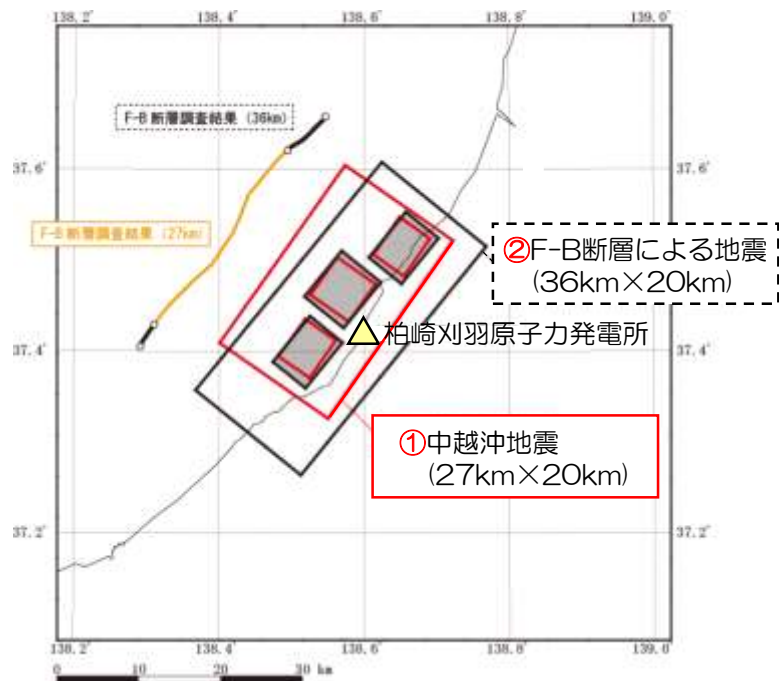 138.2° 138.4° 138.6° 138.8° 139.0°
F-B 断層調査結果 (36km)
37.6° 37.6°
F-B 断層調査結果 (27km)
②F-B断層による地震
(36km×20km)
柏崎刈羽原子力発電所
37.4° 37.4°
①中越沖地震
(27km×20km)
37.2° 37.2°
138.2° 138.4° 138.6° 138.8° 139.0°
0 10 20 30 km